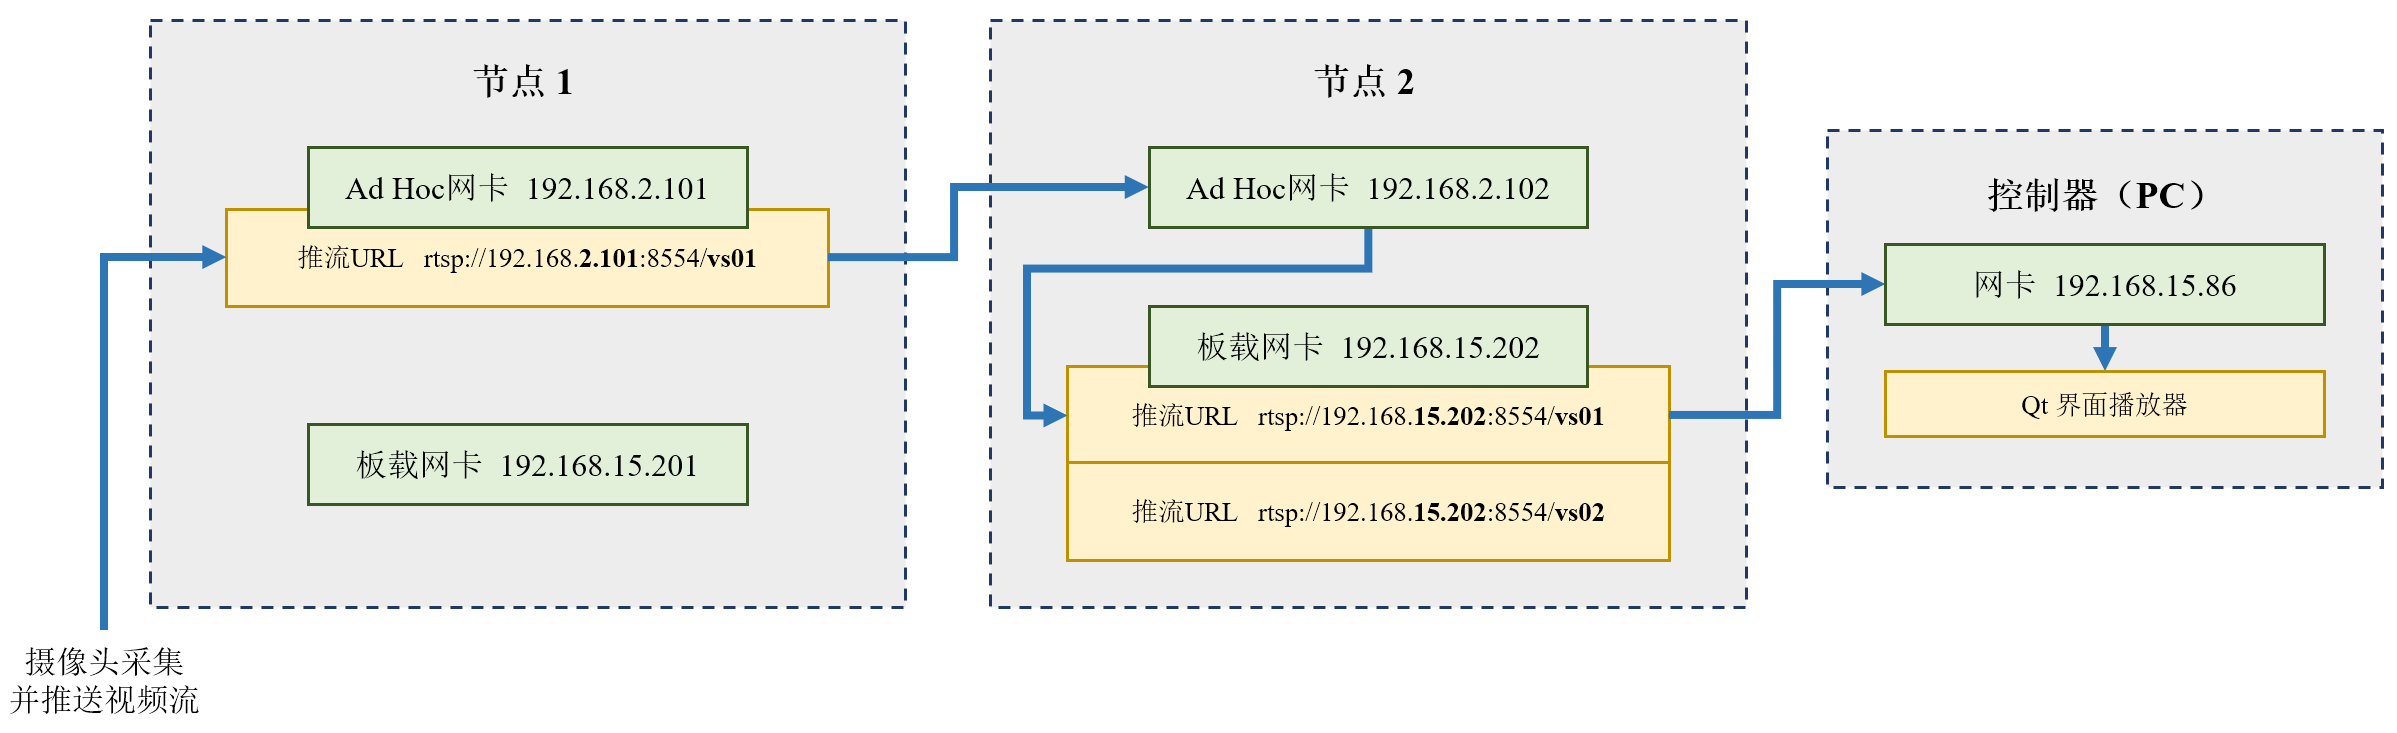 节点 1
Ad Hoc网卡 192.168.2.101
推流URL rtsp://192.168.2.101:8554/vs01
板载网卡 192.168.15.201
摄像头采集
并推送视频流
节点 2
Ad Hoc网卡 192.168.2.102
板载网卡 192.168.15.202
推流URL rtsp://192.168.15.202:8554/vs01
推流URL rtsp://192.168.15.202:8554/vs02
控制器（PC）
网卡 192.168.15.86
Qt 界面播放器